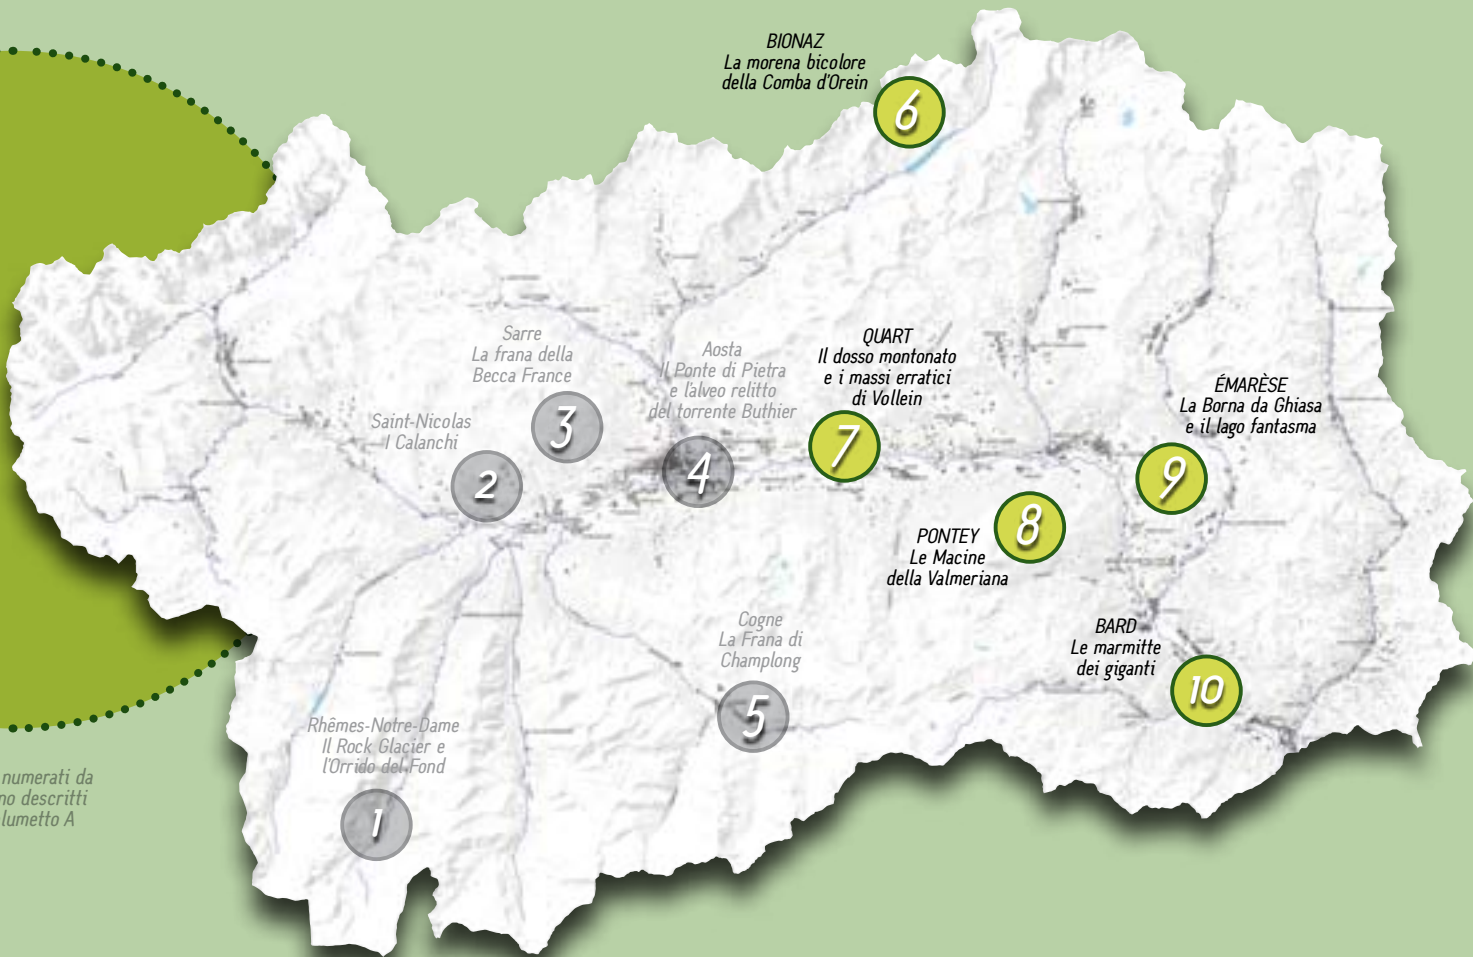 BIONAZ
La morena bicolore
della Comba d'Orein
6
Sarre
La frana della
Becca France
3
Aosta
Il Ponte di Pietra
e l'alveo relitto
del torrente Buthier
4
QUART
Il dosso montonato
e i massi erratici
di Vollein
7
ÉMARÈSE
La Borna da Ghiasa
e il lago fantasma
9
Saint-Nicolas
I Calanchi
2
PONTEY
Le Macine
della Valmeriana
8
Cogne
La Frana di
Champlong
5
BARD
Le marmitte
dei giganti
10
Rhêmes-Notre-Dame
Il Rock Glacier e
l'Orrido del Fond
1
numerati da
no descritti
lumetto A